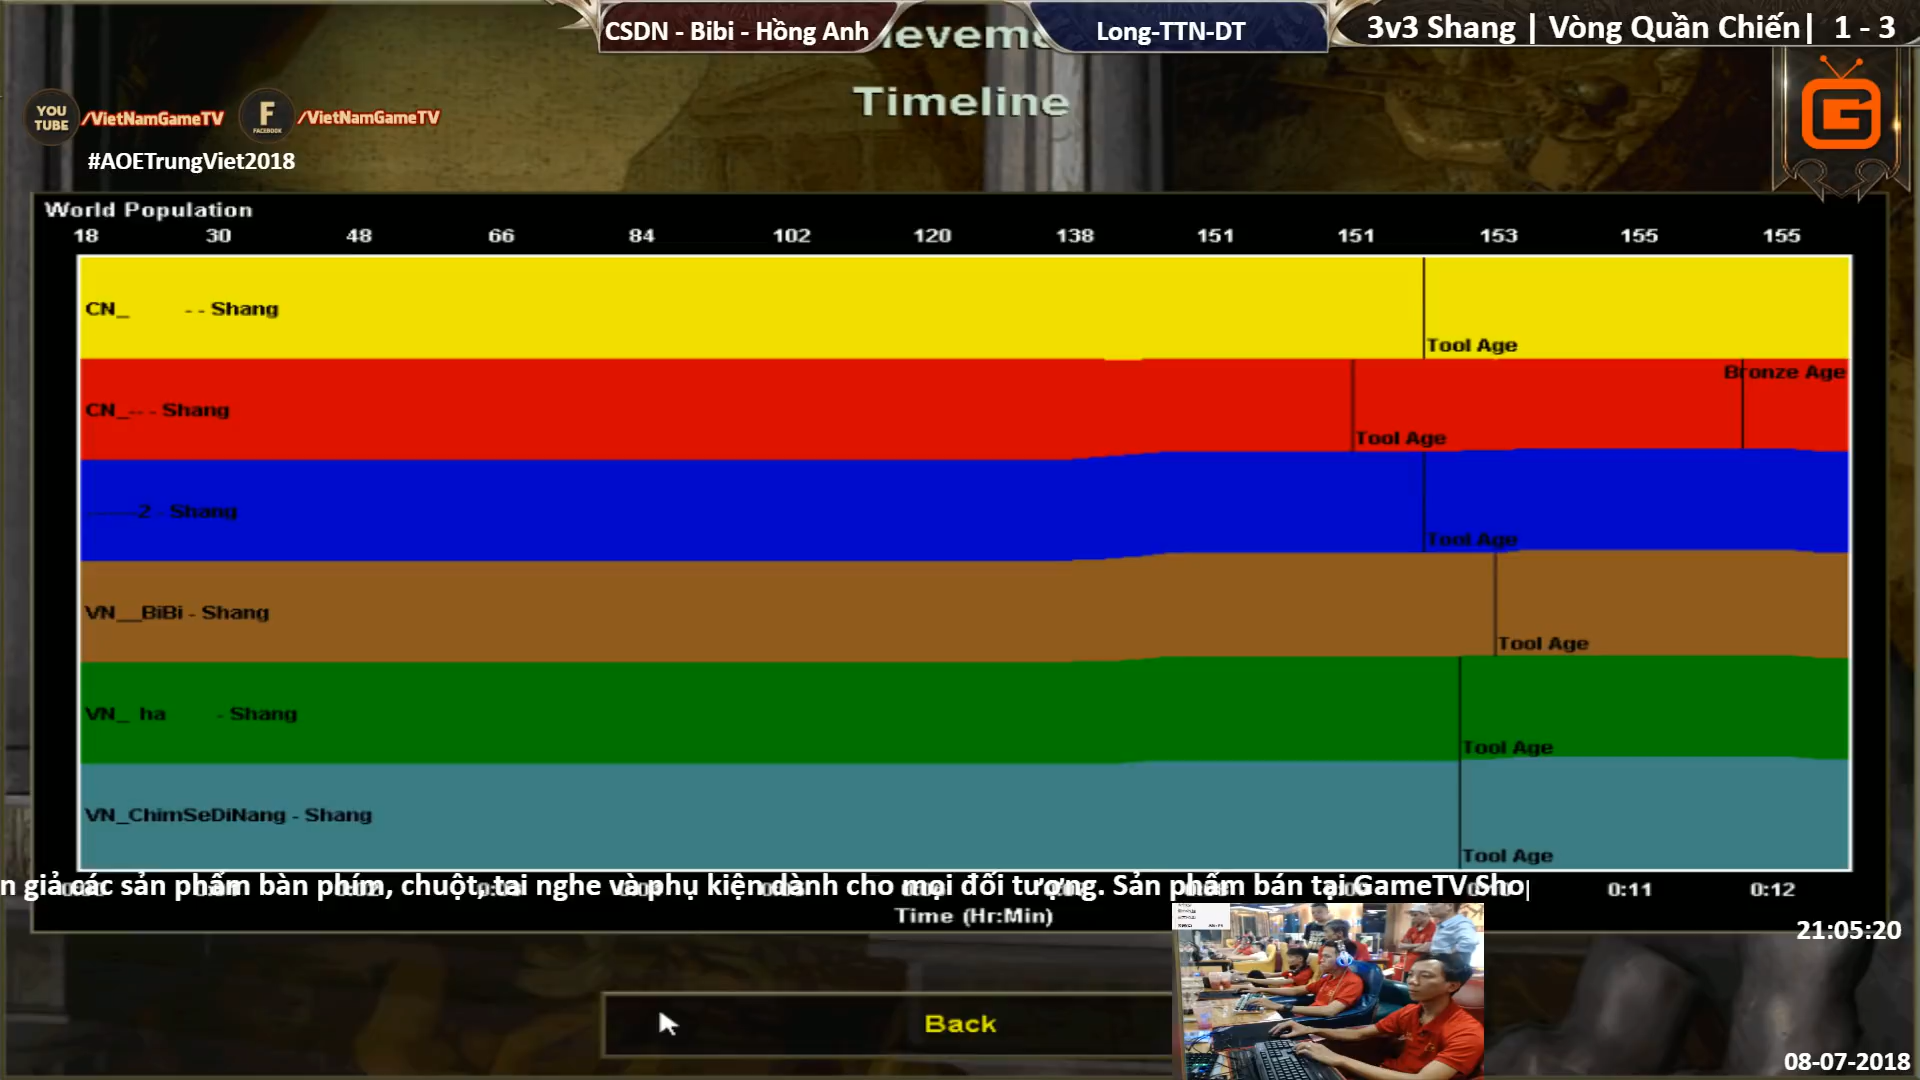 CSDN - Bibi - Hồng Anh
Long-TTN-DT
3v3 Shang | Vòng Quần Chiến| 1 - 3
Timeline
YOU TUBE /VietNamGameTV
F FACEBOOK /VietNamGameTV
#AOETrungViet2018
World Population
18 30 48 66 84 102 120 138 151 151 153 155 155
CN_ - - Shang
Tool Age
Bronze Age
CN_-- - Shang
Tool Age
2 - Shang
Tool Age
VN__BiBi - Shang
Tool Age
VN_ ha - Shang
Tool Age
VN_ChimSeDiNang - Shang
Tool Age
n giả các sản phẩm bàn phím, chuột, tai nghe và phụ kiện dành cho mọi đối tượng. Sản phẩm bán tại GameTV Sho
0:11 0:12
Time (Hr:Min)
21:05:20
Back
08-07-2018